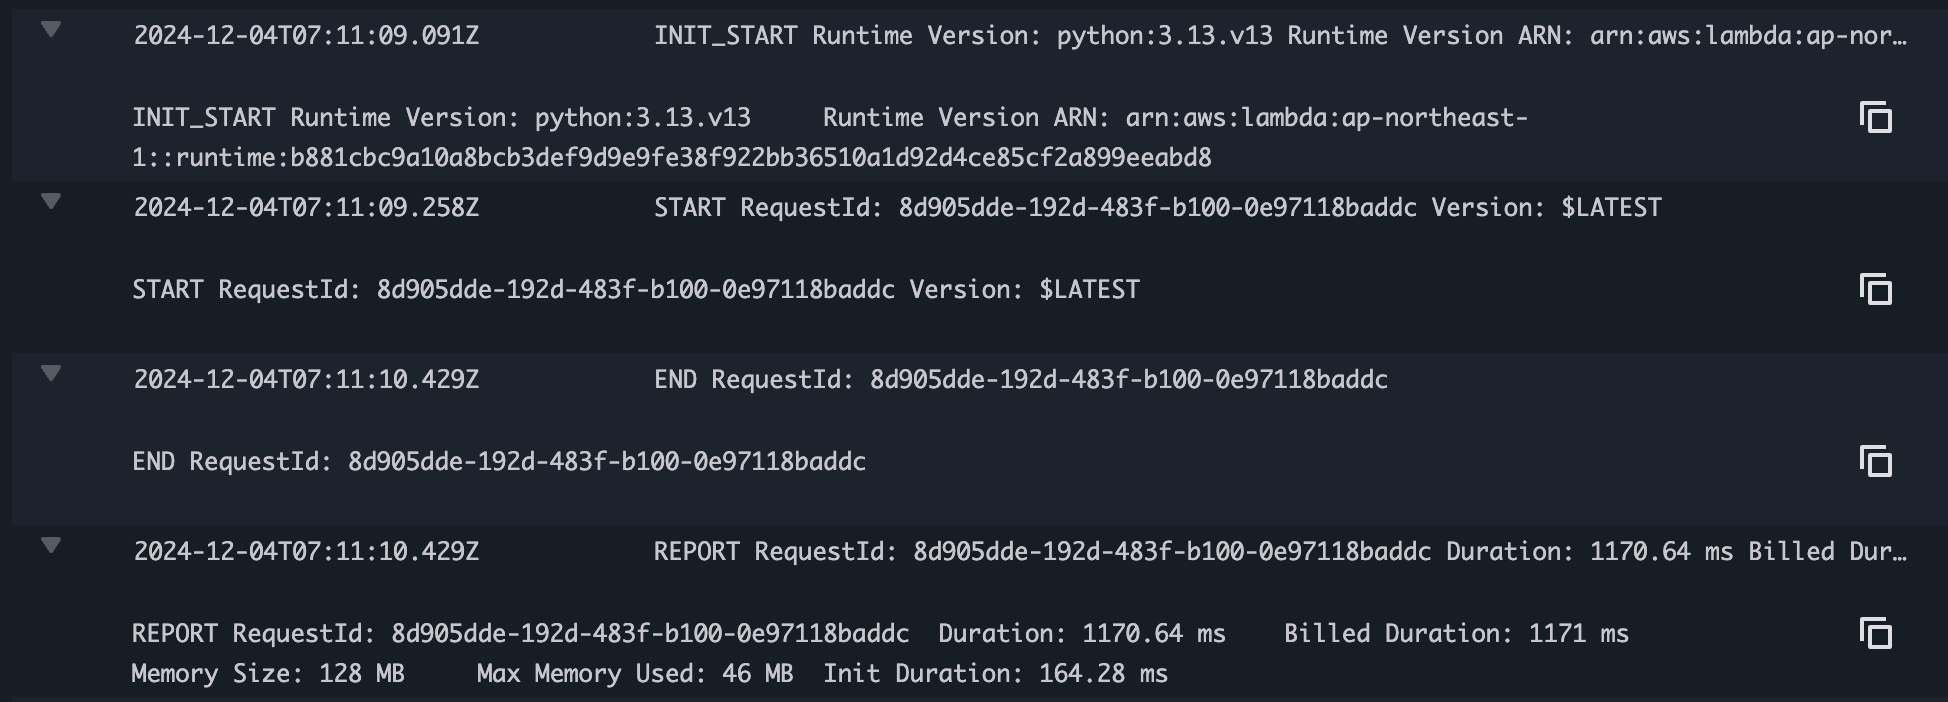 2024-12-04T07:11:09.091Z INIT_START Runtime Version: python:3.13.v13 Runtime Version ARN: arn:aws:lambda:ap-nor…
INIT_START Runtime Version: python:3.13.v13 Runtime Version ARN: arn:aws:lambda:ap-northeast-
1::runtime:b881cbc9a10a8bcb3def9d9e9fe38f922bb36510a1d92d4ce85cf2a899eeabd8
2024-12-04T07:11:09.258Z START RequestId: 8d905dde-192d-483f-b100-0e97118baddc Version: $LATEST
START RequestId: 8d905dde-192d-483f-b100-0e97118baddc Version: $LATEST
2024-12-04T07:11:10.429Z END RequestId: 8d905dde-192d-483f-b100-0e97118baddc
END RequestId: 8d905dde-192d-483f-b100-0e97118baddc
2024-12-04T07:11:10.429Z REPORT RequestId: 8d905dde-192d-483f-b100-0e97118baddc Duration: 1170.64 ms Billed Dur…
REPORT RequestId: 8d905dde-192d-483f-b100-0e97118baddc Duration: 1170.64 ms Billed Duration: 1171 ms
Memory Size: 128 MB Max Memory Used: 46 MB Init Duration: 164.28 ms